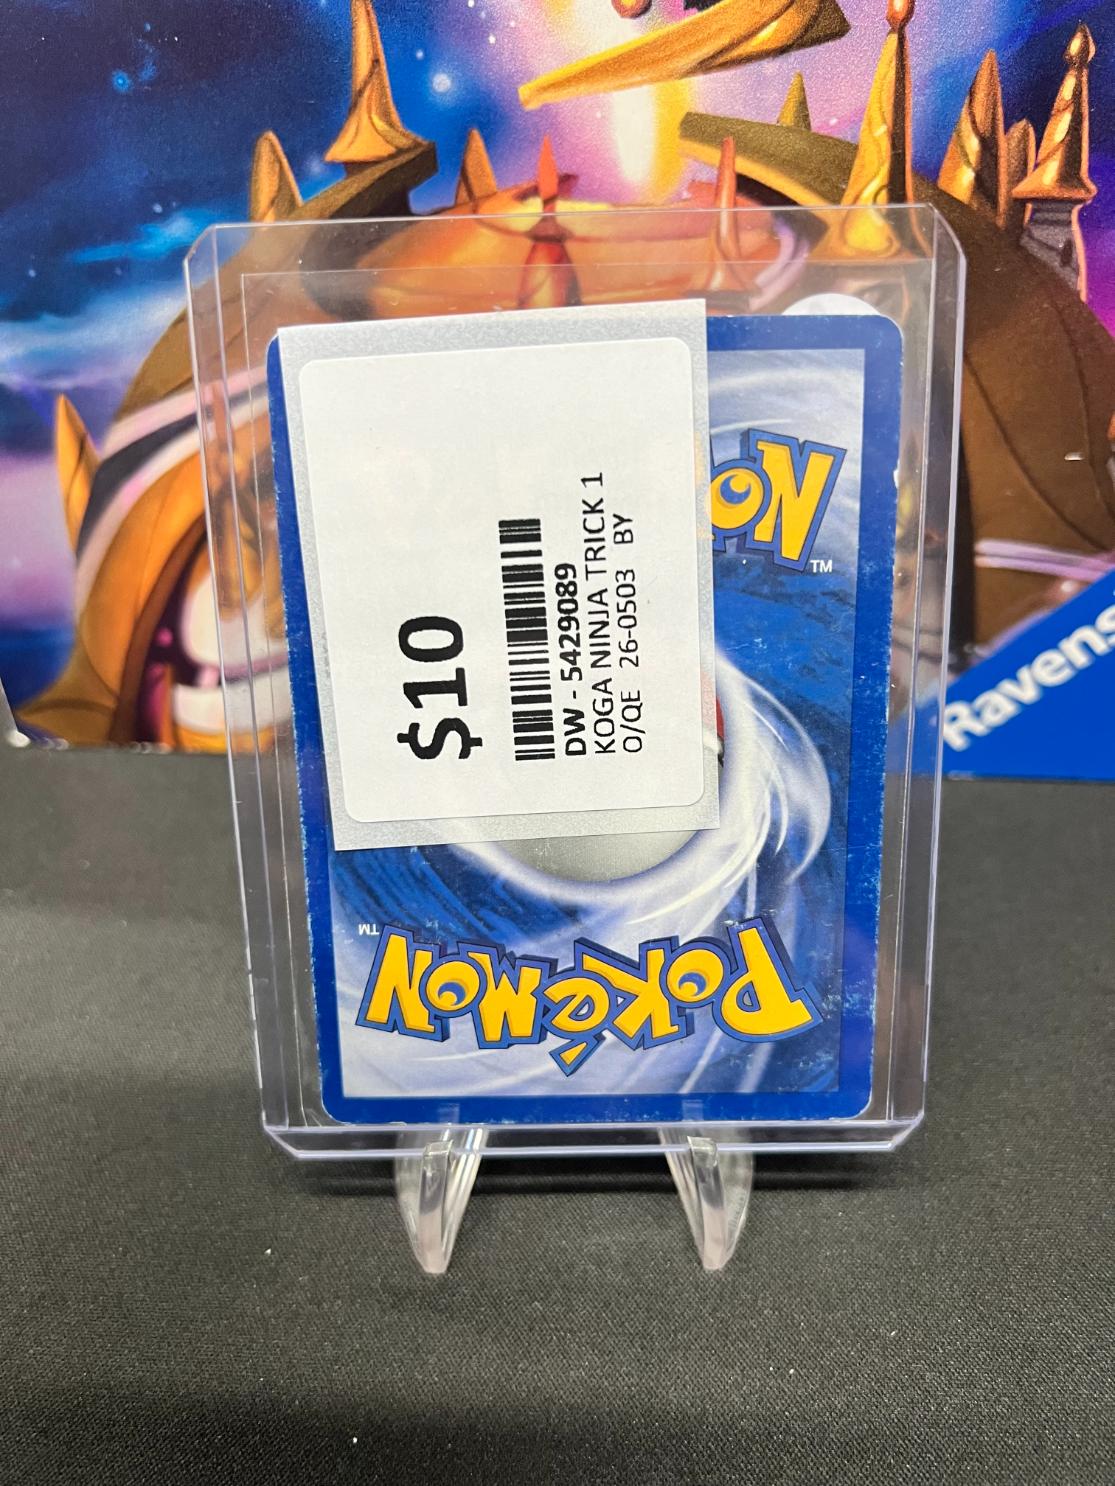 $10
DW - 5429089
KOGA NINJA TRICK 1
O/QE 26-0503 BY
TM
POKéMON
TM
Ravens